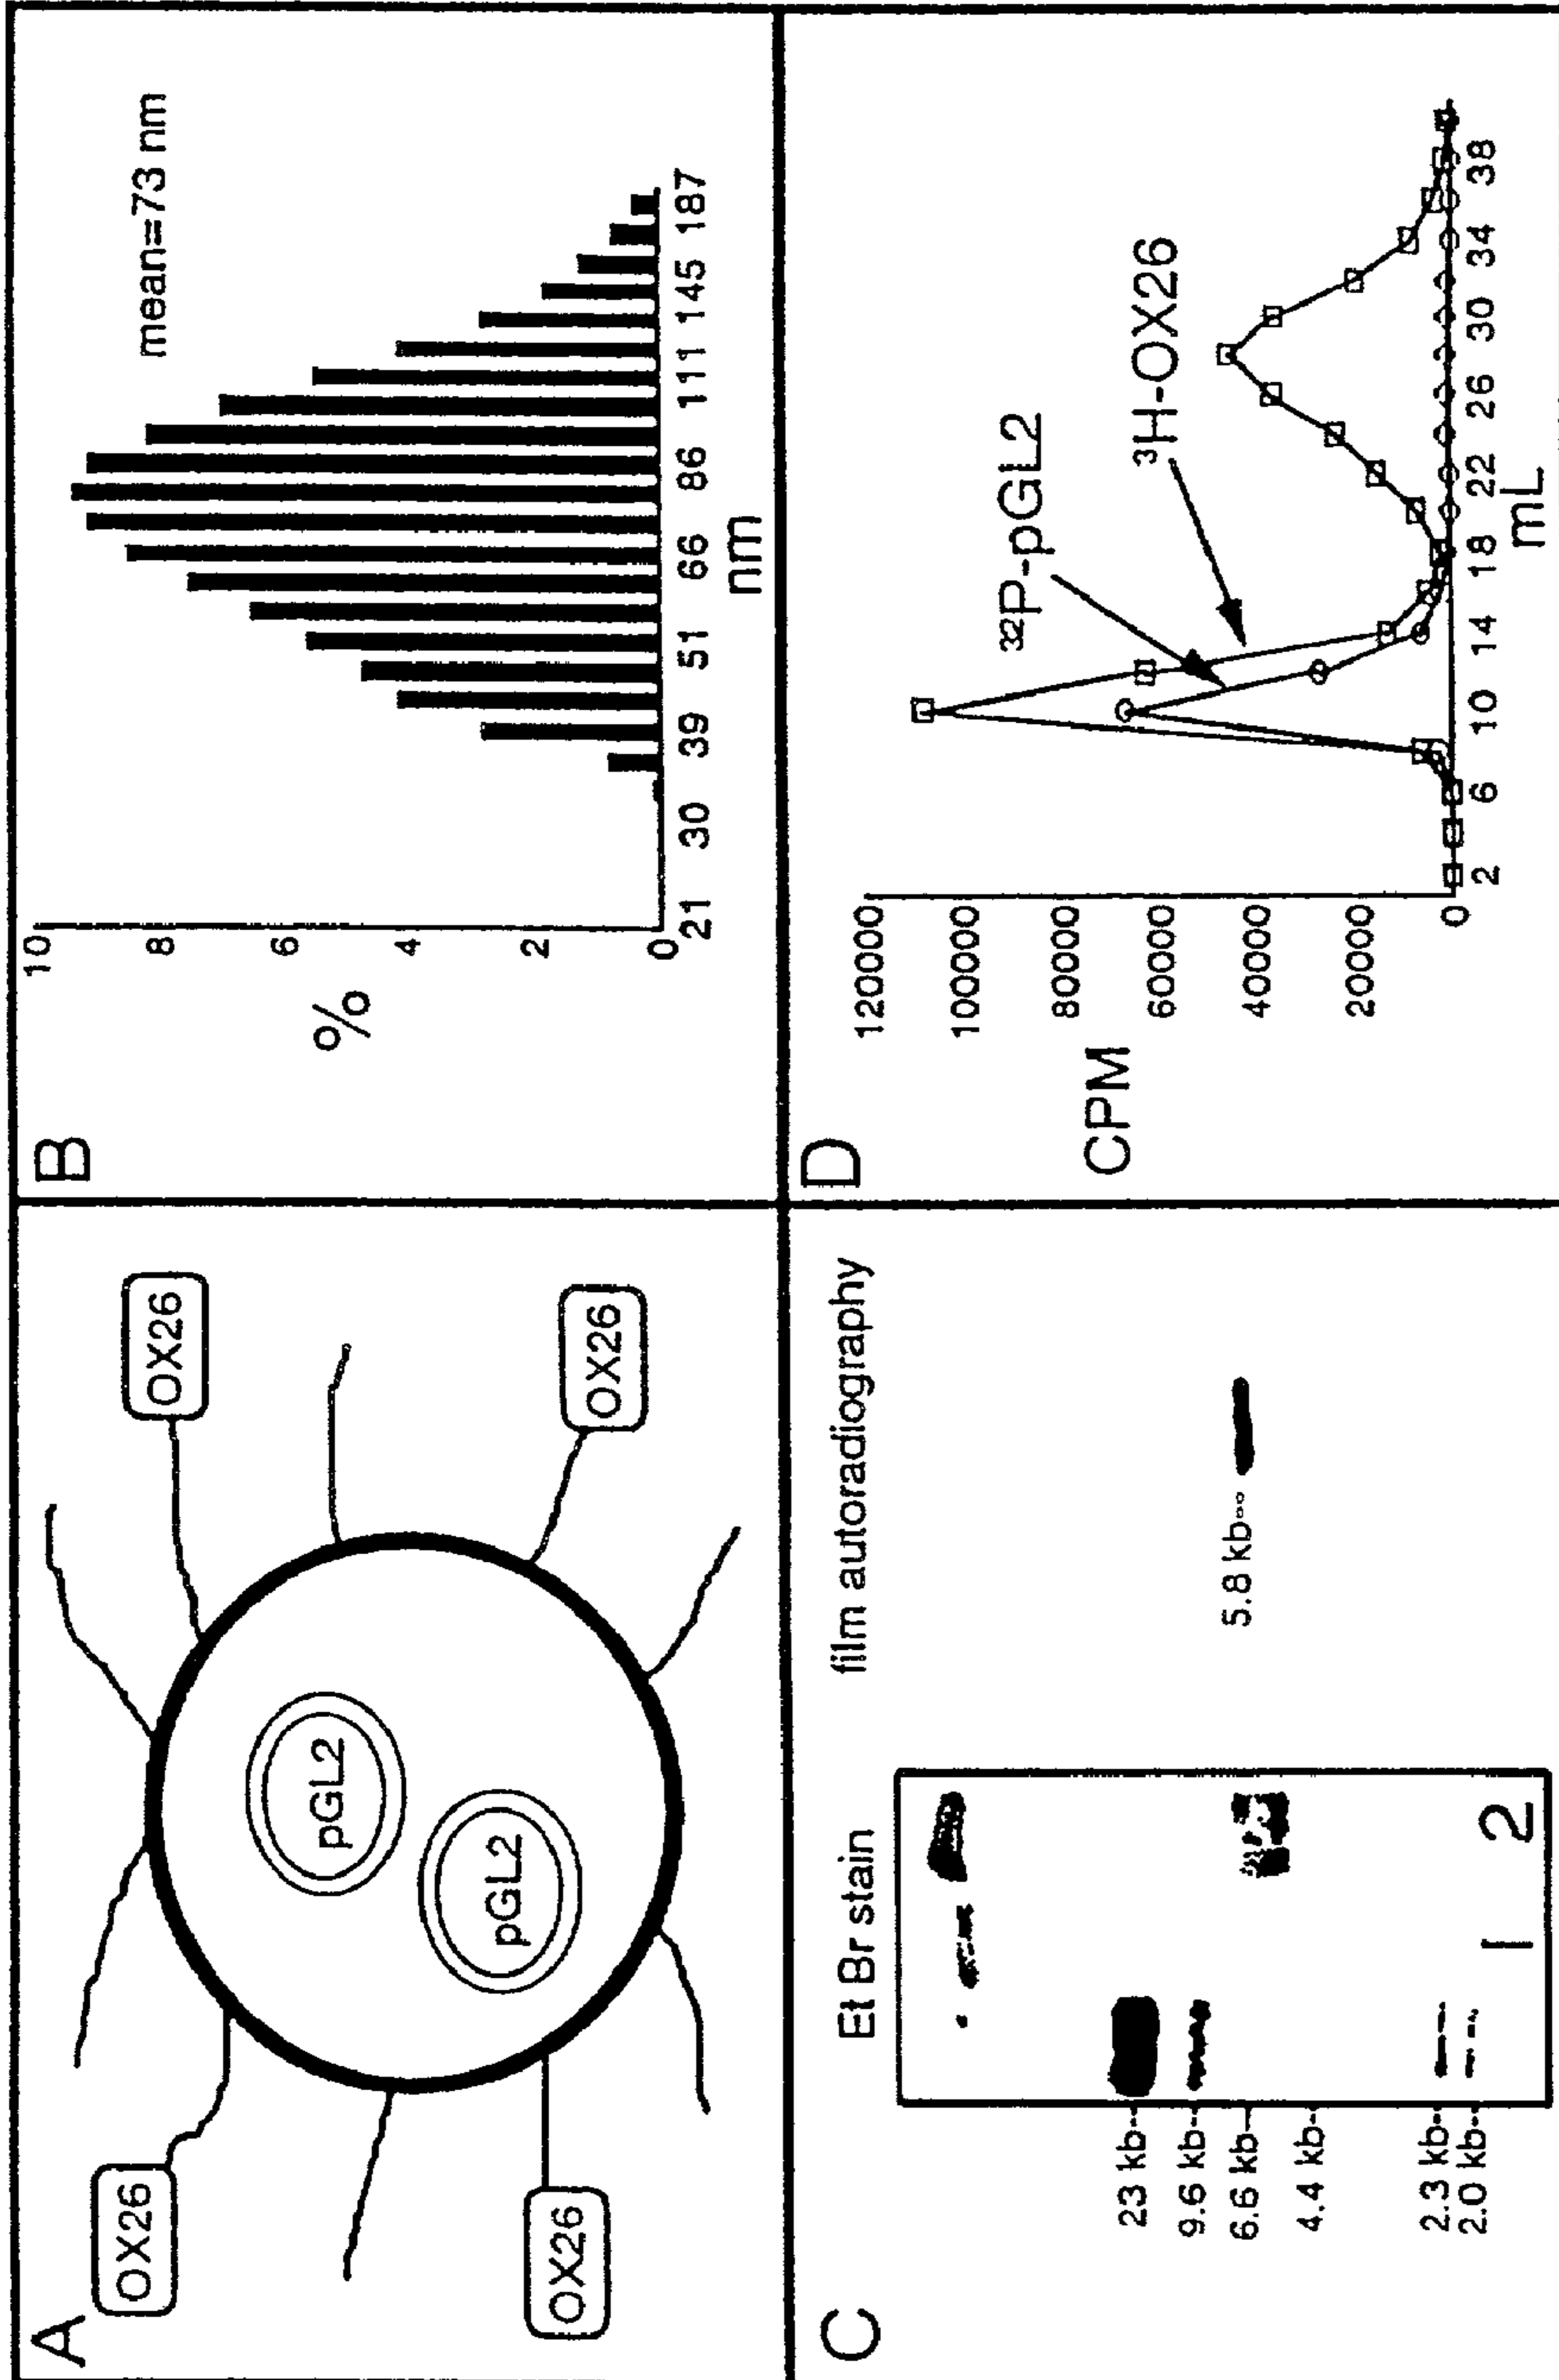 A
OX26
OX26
OX26
OX26
pGL2
pGL2
B
mean=73 nm
%
10
8
6
4
2
0
21 30 39 51 66 86 111 145 187
nm
C
Et Br stain
film autoradiography
23 kb--
9.6 kb--
6.6 kb--
4.4 kb--
2.3 kb--
2.0 kb--
1 2
5.8 kb--
D
CPM
120000
100000
80000
60000
40000
20000
0
³²P-pGL2
³H-OX26
2 6 10 14 18 22 26 30 34 38
mL